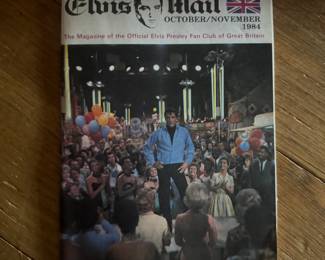 Elvis Mail
OCTOBER/NOVEMBER
1984
The Magazine of the Official Elvis Presley Fan Club of Great Britain